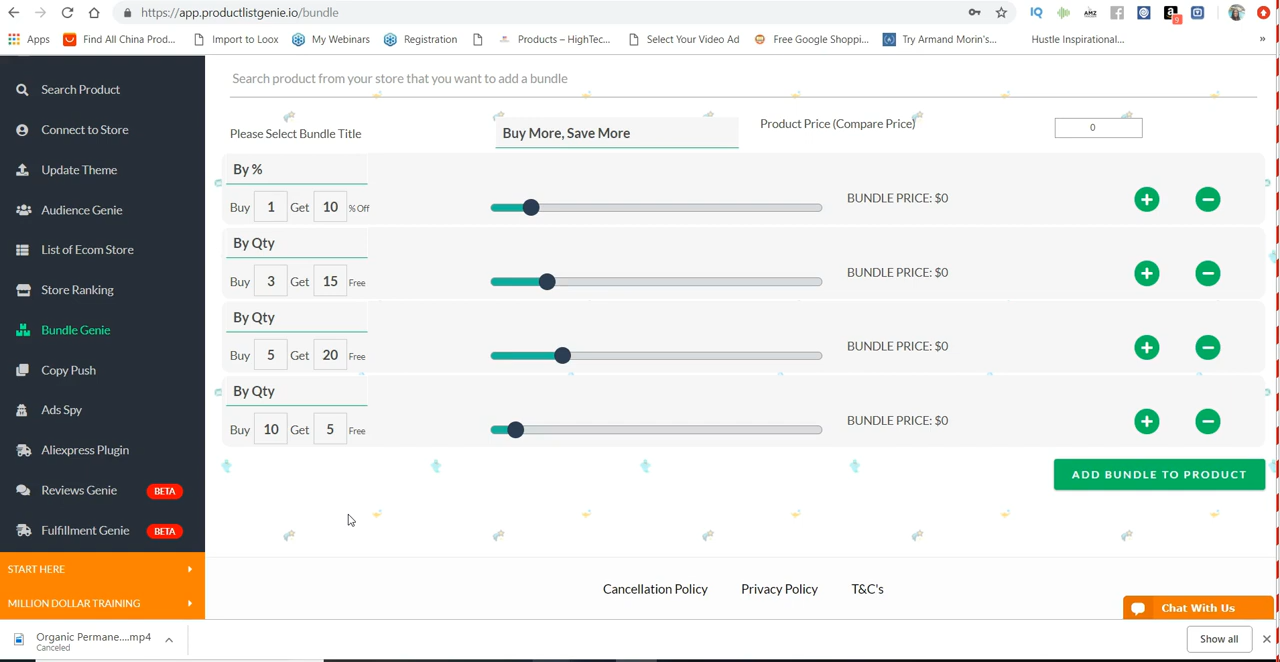 https://app.productlistgenie.io/bundle
IQ
AMZ
a
9
Apps
Find All China Prod...
Import to Loox
My Webinars
Registration
Products – HighTec...
Select Your Video Ad
Free Google Shoppi...
Try Armand Morin's...
Hustle Inspirational...
»
Search Product
Connect to Store
Update Theme
Audience Genie
List of Ecom Store
Store Ranking
Bundle Genie
Copy Push
Ads Spy
Aliexpress Plugin
Reviews Genie BETA
Fulfillment Genie BETA
START HERE
MILLION DOLLAR TRAINING
Search product from your store that you want to add a bundle
Please Select Bundle Title
Buy More, Save More
Product Price (Compare Price)
0
By %
Buy 1 Get 10 % Off
BUNDLE PRICE: $0
By Qty
Buy 3 Get 15 Free
BUNDLE PRICE: $0
By Qty
Buy 5 Get 20 Free
BUNDLE PRICE: $0
By Qty
Buy 10 Get 5 Free
BUNDLE PRICE: $0
ADD BUNDLE TO PRODUCT
Cancellation Policy
Privacy Policy
T&C's
Chat With Us
Organic Permane....mp4
Canceled
Show all